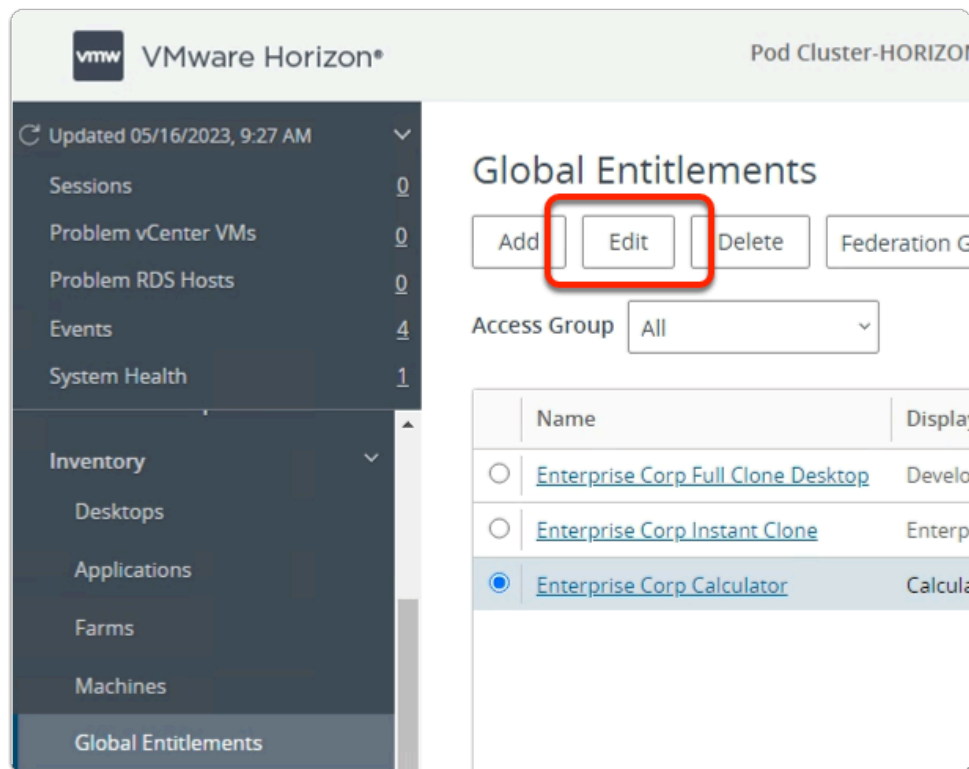 vmw VMware Horizon®
Pod Cluster-HORIZON
Updated 05/16/2023, 9:27 AM
Sessions 0
Problem vCenter VMs 0
Problem RDS Hosts 0
Events 4
System Health 1
Inventory
Desktops
Applications
Farms
Machines
Global Entitlements
Global Entitlements
Add Edit Delete Federation G
Access Group All
Name Display
Enterprise Corp Full Clone Desktop Develo
Enterprise Corp Instant Clone Enterp
Enterprise Corp Calculator Calcula